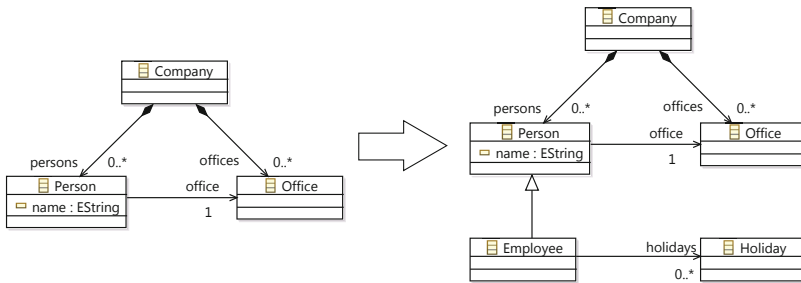 Company
persons
0..*
offices
0..*
Person
name : EString
office
1
Office
Company
persons
0..*
offices
0..*
Person
name : EString
office
1
Office
Employee
holidays
0..*
Holiday